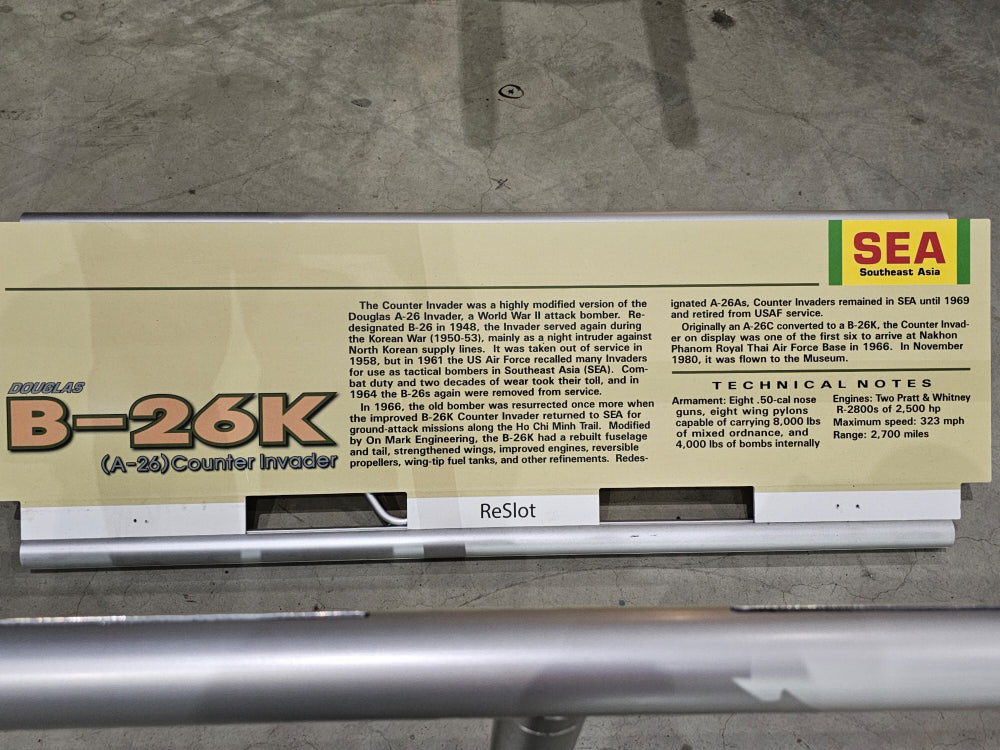 SEA
Southeast Asia
DOUGLAS
B-26K
(A-26) Counter Invader
The Counter Invader was a highly modified version of the
Douglas A-26 Invader, a World War II attack bomber. Re-
designated B-26 in 1948, the Invader served again during
the Korean War (1950-53), mainly as a night intruder against
North Korean supply lines. It was taken out of service in
1958, but in 1961 the US Air Force recalled many Invaders
for use as tactical bombers in Southeast Asia (SEA). Com-
bat duty and two decades of wear took their toll, and in
1964 the B-26s again were removed from service.
In 1966, the old bomber was resurrected once more when
the improved B-26K Counter Invader returned to SEA for
ground-attack missions along the Ho Chi Minh Trail. Modified
by On Mark Engineering, the B-26K had a rebuilt fuselage
and tail, strengthened wings, improved engines, reversible
propellers, wing-tip fuel tanks, and other refinements. Redes-
ignated A-26As, Counter Invaders remained in SEA until 1969
and retired from USAF service.
Originally an A-26C converted to a B-26K, the Counter Invad-
er on display was one of the first six to arrive at Nakhon
Phanom Royal Thai Air Force Base in 1966. In November
1980, it was flown to the Museum.
TECHNICAL NOTES
Armament: Eight .50-cal nose
guns, eight wing pylons
capable of carrying 8,000 lbs
of mixed ordnance, and
4,000 lbs of bombs internally
Engines: Two Pratt & Whitney
R-2800s of 2,500 hp
Maximum speed: 323 mph
Range: 2,700 miles
ReSlot